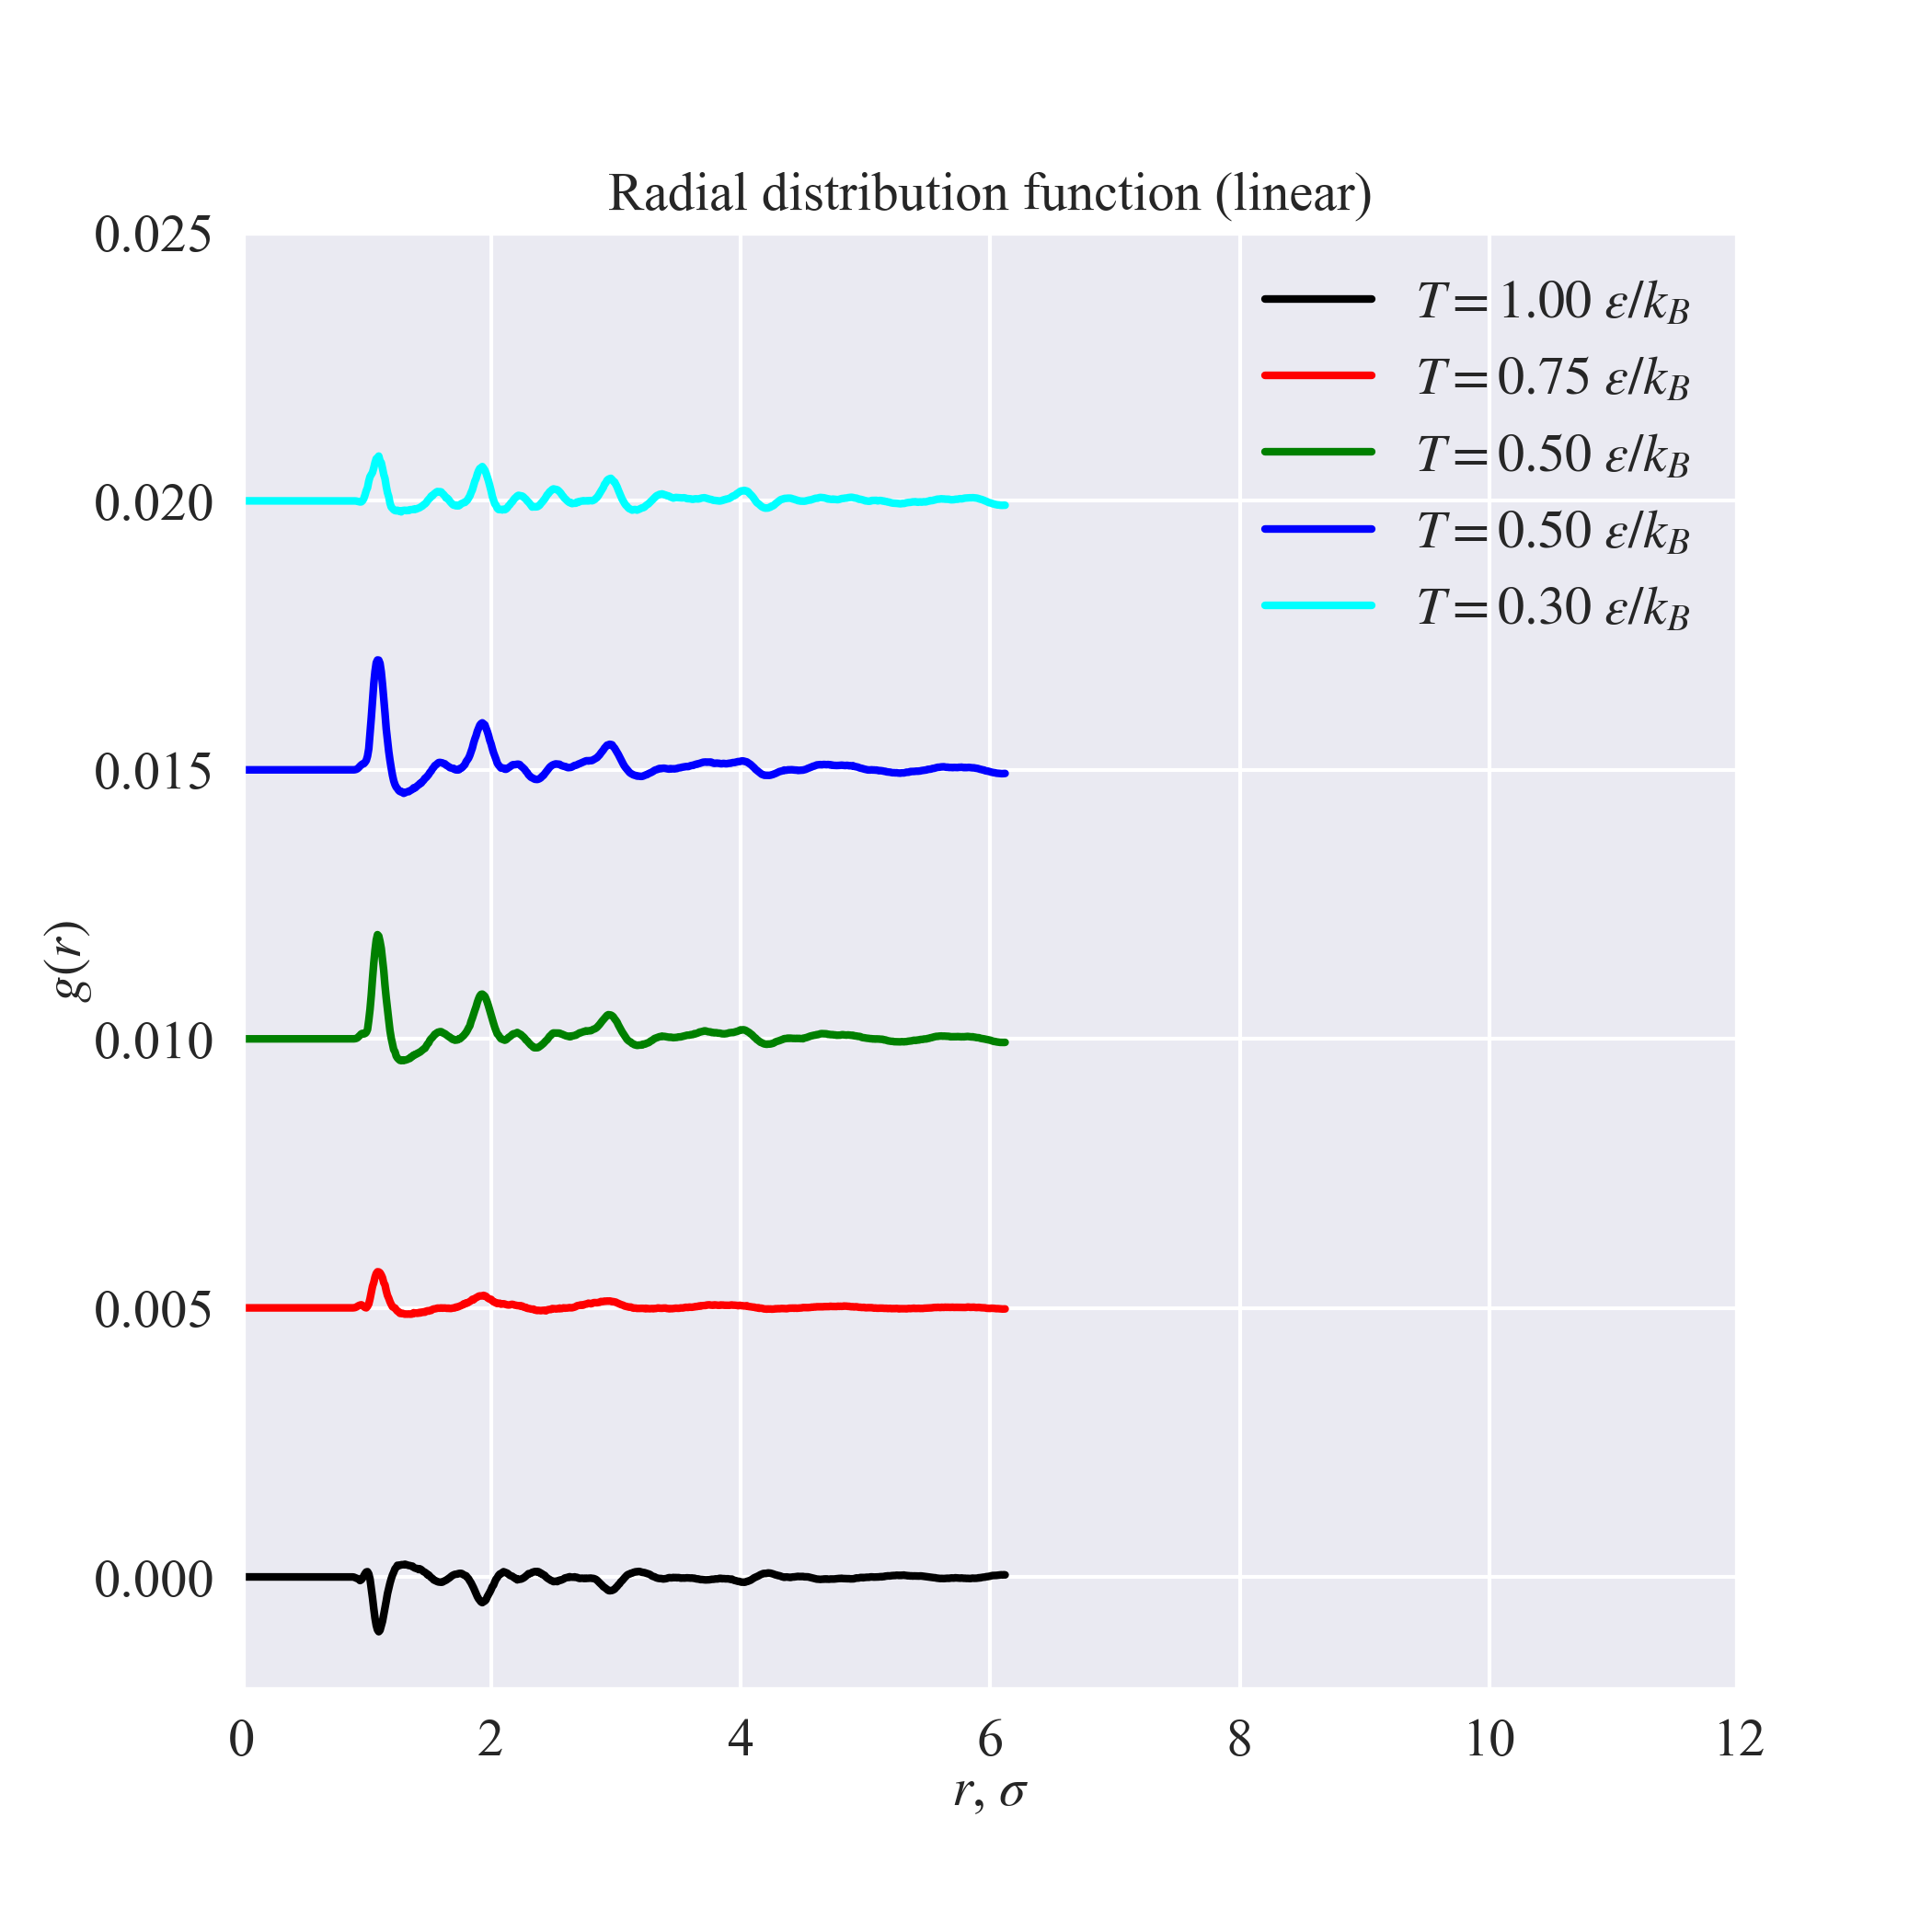 Radial distribution function (linear)
0.025
0.020
0.015
0.010
0.005
0.000
g(r)
T=1.00 ε/k_B
T=0.75 ε/k_B
T=0.50 ε/k_B
T=0.50 ε/k_B
T=0.30 ε/k_B
0 2 4 6 8 10 12
r, σ